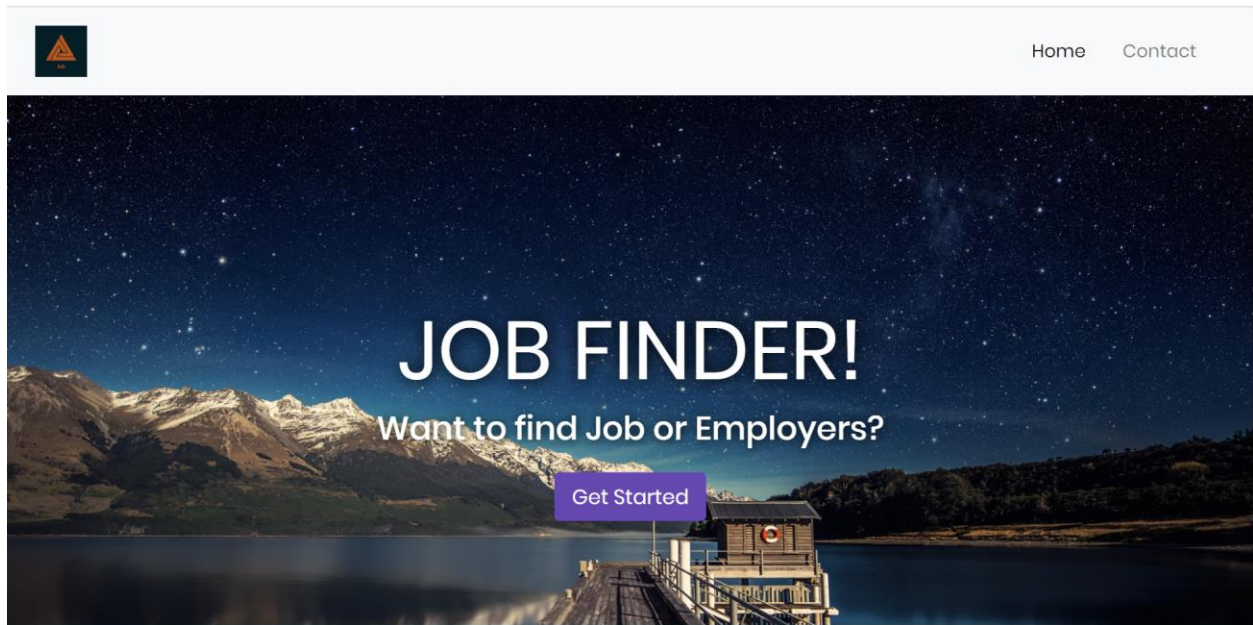 Home Contact
JOB FINDER!
Want to find Job or Employers?
Get Started